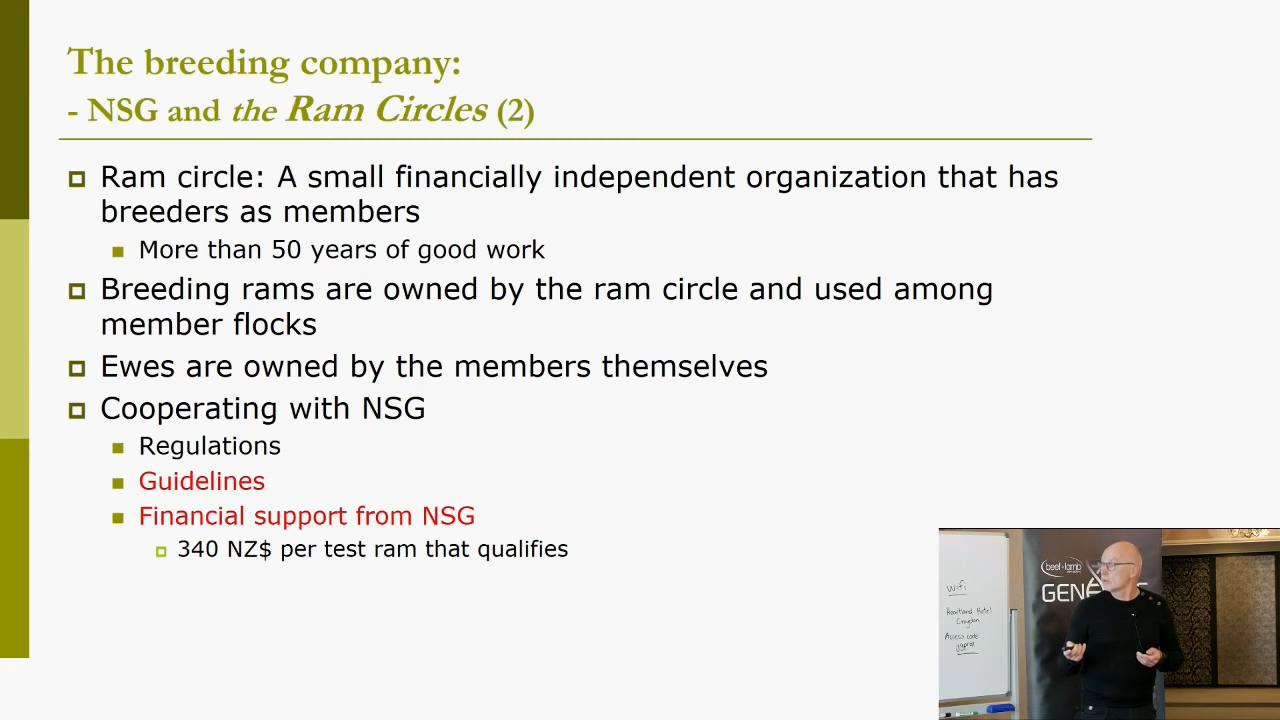 The breeding company:
- NSG and the Ram Circles (2)
Ram circle: A small financially independent organization that has
breeders as members
More than 50 years of good work
Breeding rams are owned by the ram circle and used among
member flocks
Ewes are owned by the members themselves
Cooperating with NSG
Regulations
Guidelines
Financial support from NSG
340 NZ$ per test ram that qualifies
beef+lamb
Wifi
Heartland Hotel
Croydon
Access code